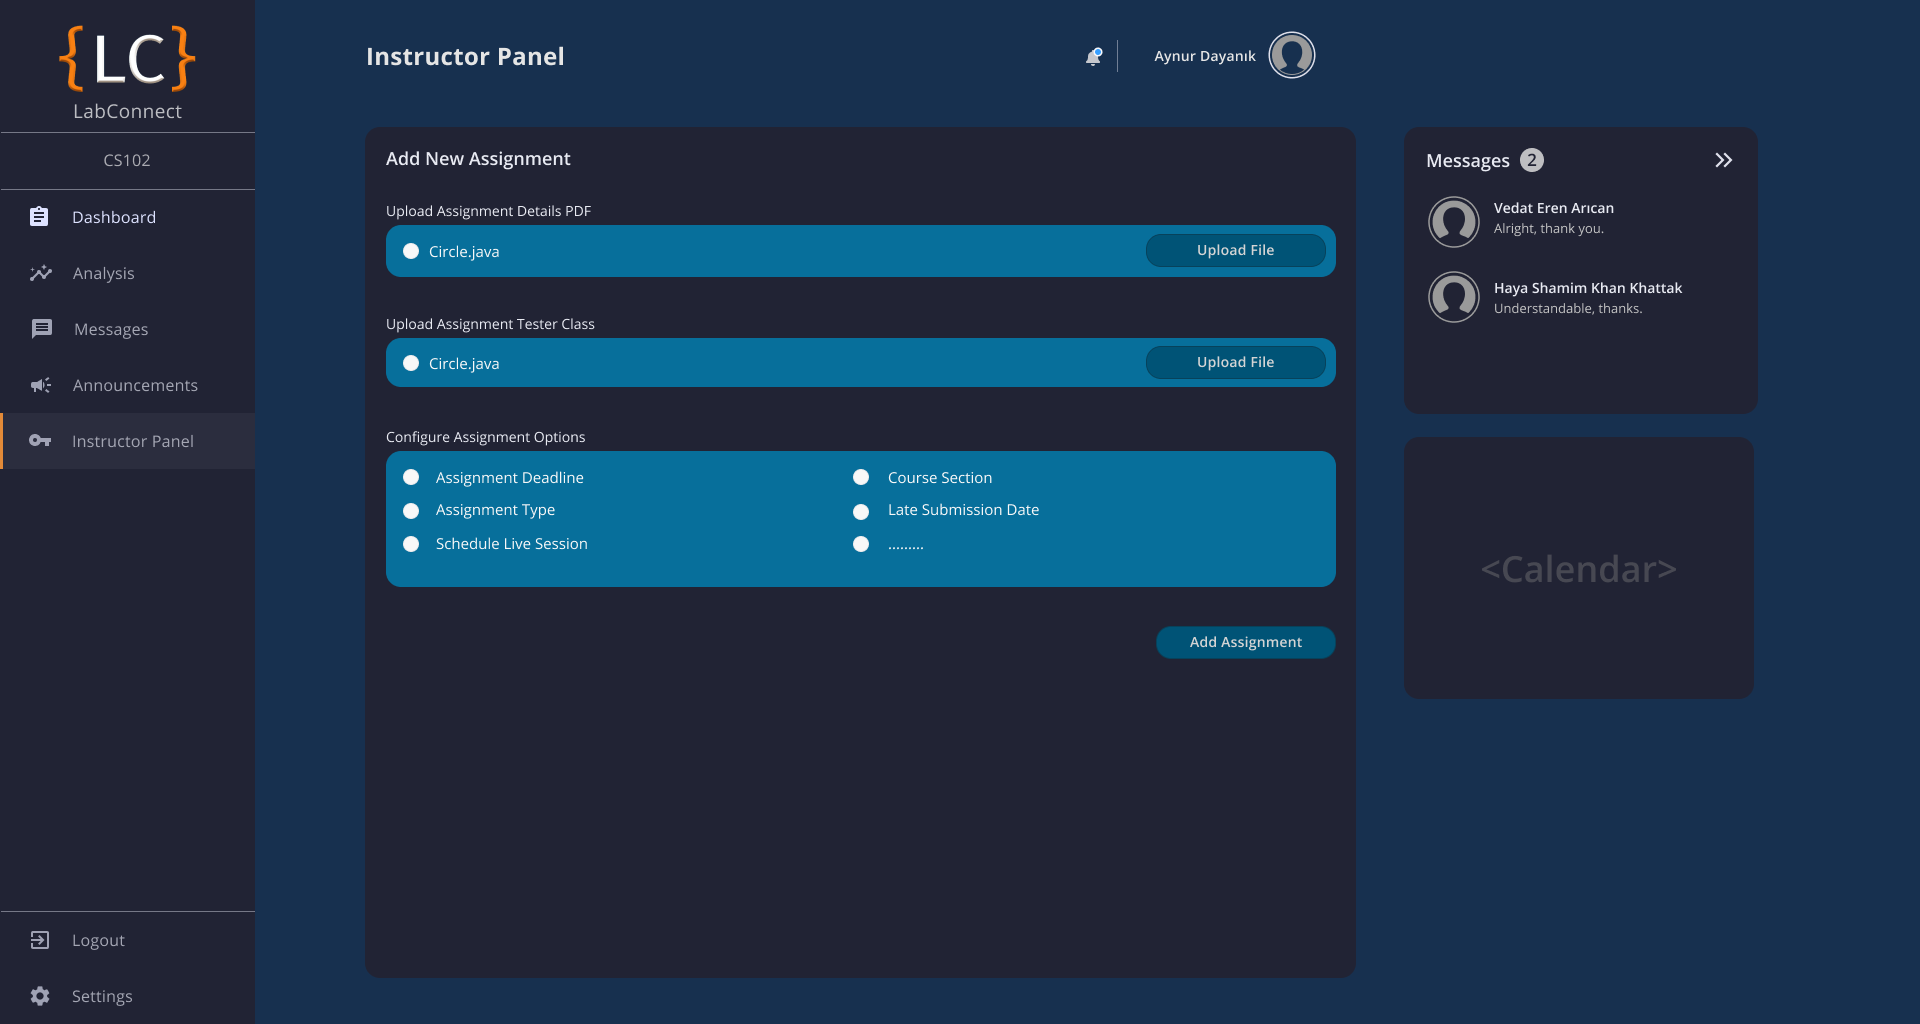 {LC}
LabConnect
CS102
Dashboard
Analysis
Messages
Announcements
Instructor Panel
Logout
Settings
Instructor Panel
Aynur Dayanık
Add New Assignment
Upload Assignment Details PDF
Circle.java
Upload File
Upload Assignment Tester Class
Circle.java
Upload File
Configure Assignment Options
Assignment Deadline
Assignment Type
Schedule Live Session
Course Section
Late Submission Date
.........
Add Assignment
Messages 2
Vedat Eren Arıcan
Alright, thank you.
Haya Shamim Khan Khattak
Understandable, thanks.
<Calendar>